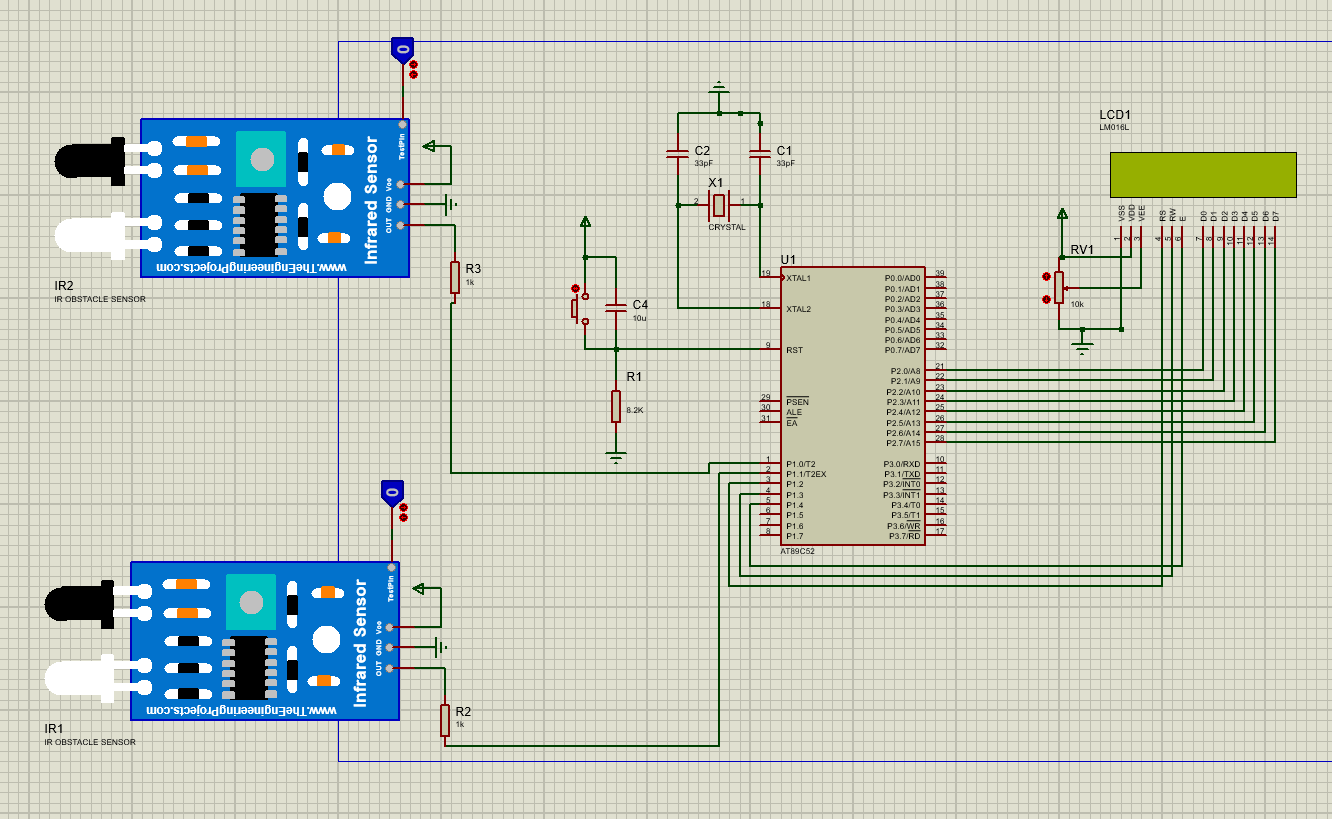 0
TestPin
Vcc
GND
OUT
Infrared Sensor
www.TheEngineeringProjects.com
IR2
IR OBSTACLE SENSOR
R3
1k
C2
33pF
C1
33pF
X1
2
1
CRYSTAL
C4
10u
R1
8.2K
LCD1
LM016L
VSS
VDD
VEE
RS
RW
E
D0
D1
D2
D3
D4
D5
D6
D7
1
2
3
4
5
6
7
8
9
10
11
12
13
14
RV1
10k
U1
19
XTAL1
18
XTAL2
9
RST
29
PSEN
30
ALE
31
EA
1
P1.0/T2
2
P1.1/T2EX
3
P1.2
4
P1.3
5
P1.4
6
P1.5
7
P1.6
8
P1.7
P0.0/AD0
39
P0.1/AD1
38
P0.2/AD2
37
P0.3/AD3
36
P0.4/AD4
35
P0.5/AD5
34
P0.6/AD6
33
P0.7/AD7
32
P2.0/A8
21
P2.1/A9
22
P2.2/A10
23
P2.3/A11
24
P2.4/A12
25
P2.5/A13
26
P2.6/A14
27
P2.7/A15
28
P3.0/RXD
10
P3.1/TXD
11
P3.2/INT0
12
P3.3/INT1
13
P3.4/T0
14
P3.5/T1
15
P3.6/WR
16
P3.7/RD
17
AT89C52
0
TestPin
Vcc
GND
OUT
Infrared Sensor
www.TheEngineeringProjects.com
IR1
IR OBSTACLE SENSOR
R2
1k